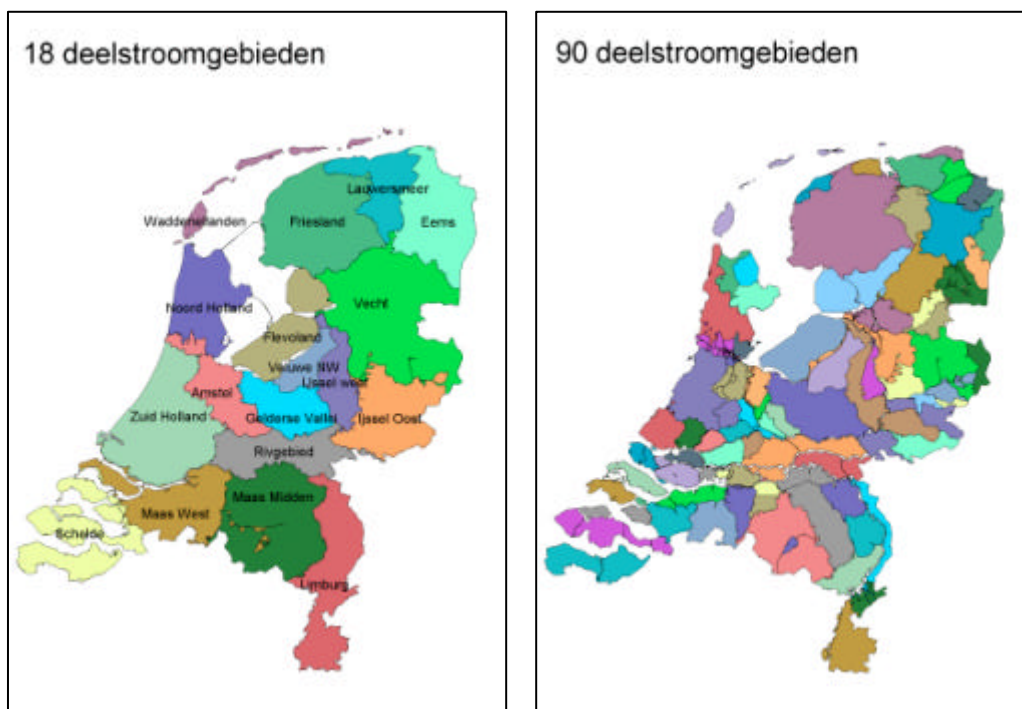 18 deelstroomgebieden
Lauwersmeer
Waddeneilanden
Friesland
Eems
Noord Holland
Vecht
Flevoland
Veluwe NW
IJssel west
Amstel
Zuid Holland
Gelderse Vallei
Ijssel Oost
Rivgebied
Maas Midden
Maas West
Schelde
Limburg
90 deelstroomgebieden